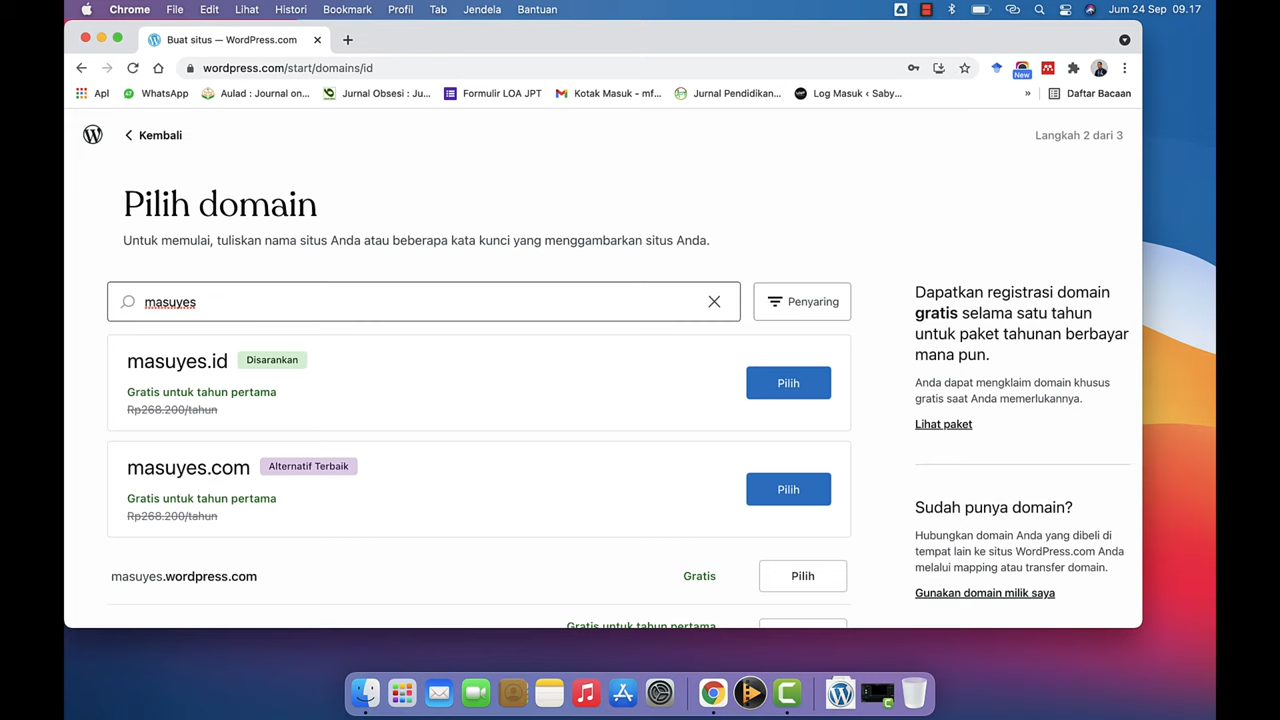 Chrome File Edit Lihat Histori Bookmark Profil Tab Jendela Bantuan Jum 24 Sep 09.17
Buat situs — WordPress.com
wordpress.com/start/domains/id
New
Apl WhatsApp Aulad : Journal on... Jurnal Obsesi : Ju... Formulir LOA JPT Kotak Masuk - mf... Jurnal Pendidikan... Log Masuk ‹ Saby... » Daftar Bacaan
Kembali
Langkah 2 dari 3
Pilih domain
Untuk memulai, tuliskan nama situs Anda atau beberapa kata kunci yang menggambarkan situs Anda.
masuyes
Penyaring
masuyes.id Disarankan
Gratis untuk tahun pertama
Rp268.200/tahun
Pilih
masuyes.com Alternatif Terbaik
Gratis untuk tahun pertama
Rp268.200/tahun
Pilih
masuyes.wordpress.com Gratis Pilih
Gratis untuk tahun pertama
Dapatkan registrasi domain
gratis selama satu tahun
untuk paket tahunan berbayar
mana pun.
Anda dapat mengklaim domain khusus
gratis saat Anda memerlukannya.
Lihat paket
Sudah punya domain?
Hubungkan domain Anda yang dibeli di
tempat lain ke situs WordPress.com Anda
melalui mapping atau transfer domain.
Gunakan domain milik saya